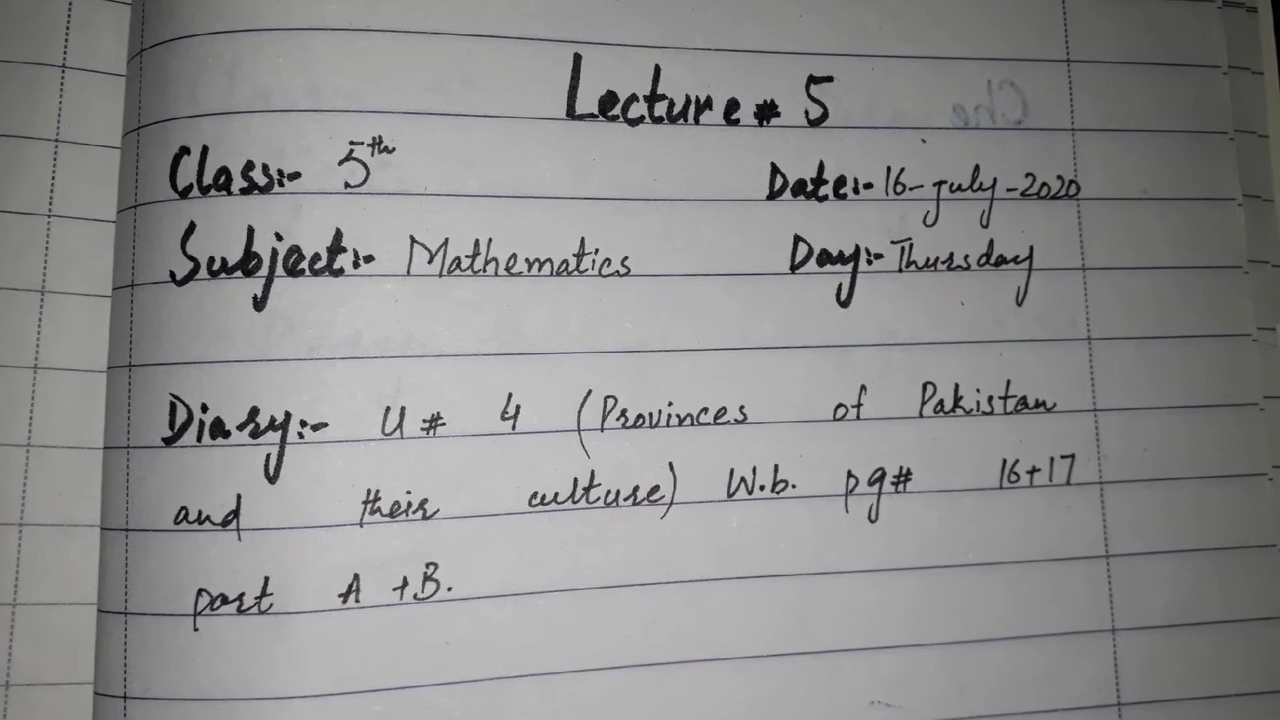 Lecture # 5
Class:- 5th
Date:- 16-july-2020
Subject:- Mathematics
Day:- Thursday
Diary:- U# 4 (Provinces of Pakistan
and their culture) W.b. pg# 16+17
part A +B.